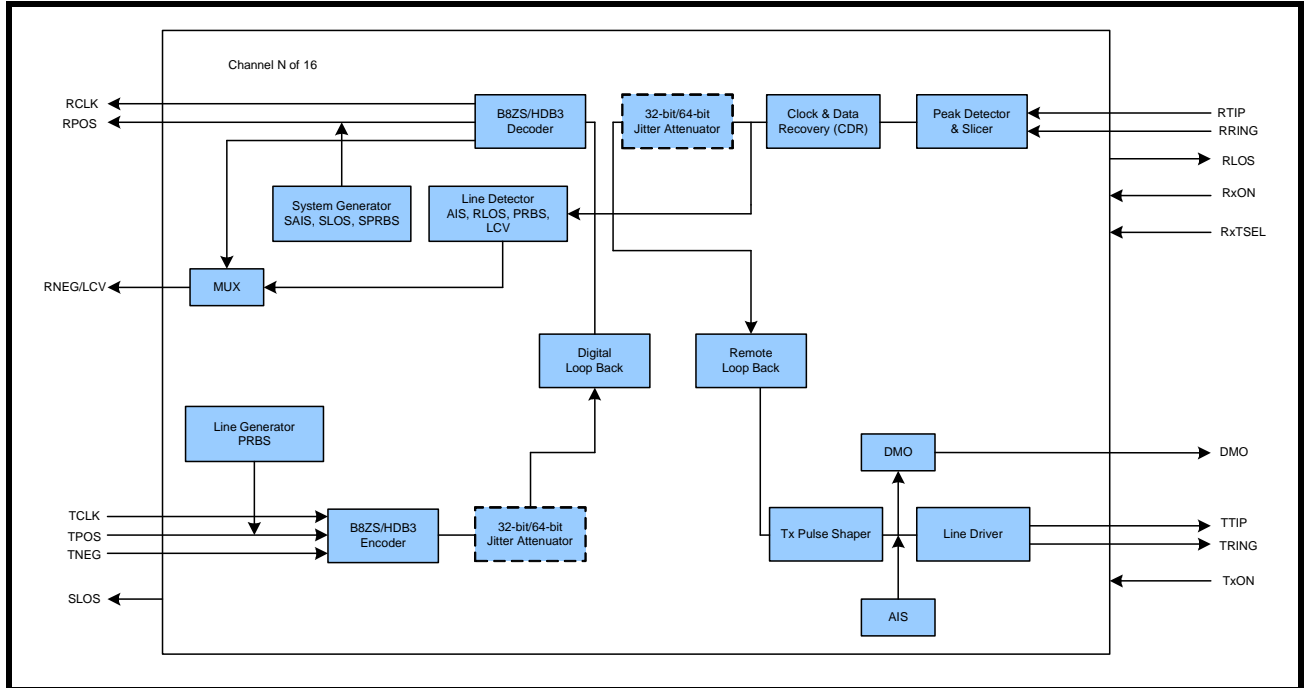 Channel N of 16
RCLK
RPOS
B8ZS/HDB3
Decoder
32-bit/64-bit
Jitter Attenuator
Clock & Data
Recovery (CDR)
Peak Detector
& Slicer
RTIP
RRING
RLOS
RxON
RxTSEL
System Generator
SAIS, SLOS, SPRBS
Line Detector
AIS, RLOS, PRBS,
LCV
RNEG/LCV
MUX
Digital
Loop Back
Remote
Loop Back
Line Generator
PRBS
DMO
DMO
TCLK
TPOS
TNEG
B8ZS/HDB3
Encoder
32-bit/64-bit
Jitter Attenuator
Tx Pulse Shaper
Line Driver
TTIP
TRING
TxON
SLOS
AIS